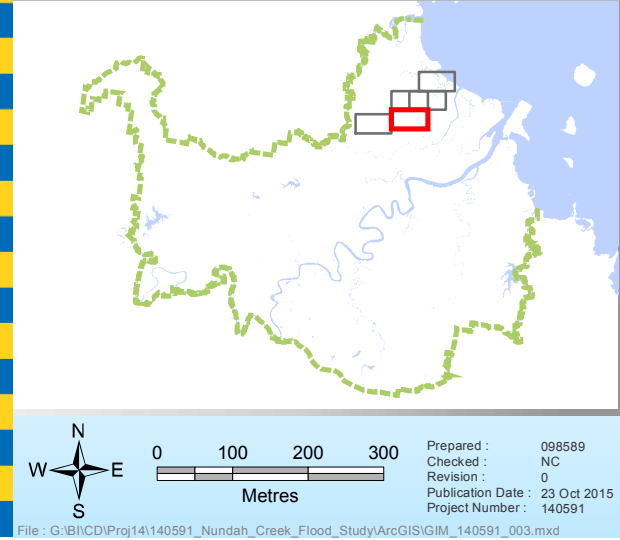 N
W E
S
0 100 200 300
Metres
Prepared : 098589
Checked : NC
Revision : 0
Publication Date : 23 Oct 2015
Project Number : 140591
File : G:\BI\CD\Proj14\140591_Nundah_Creek_Flood_Study\ArcGIS\GIM_140591_003.mxd